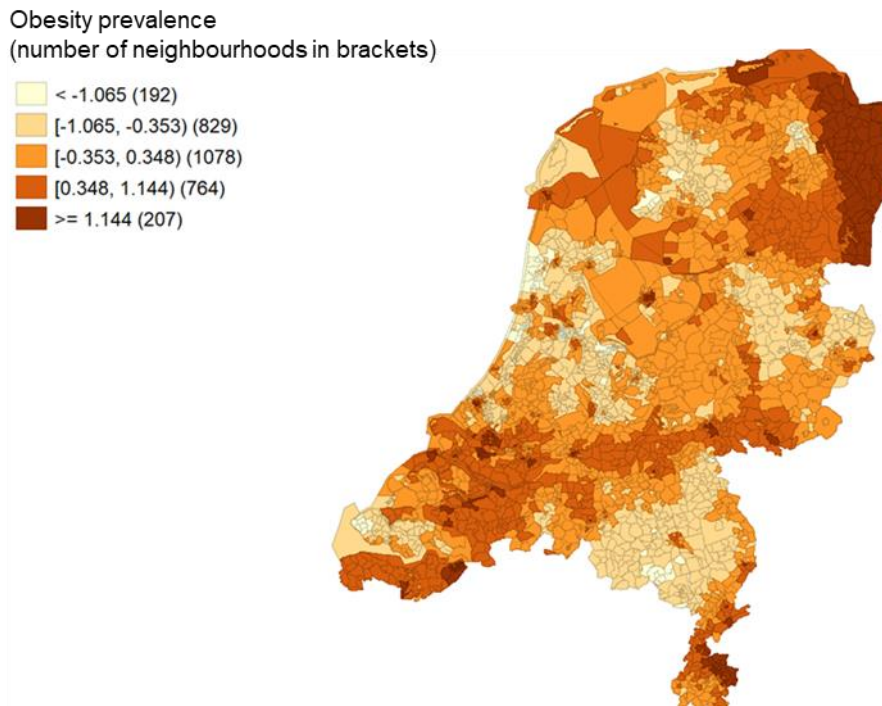 Obesity prevalence
(number of neighbourhoods in brackets)
< -1.065 (192)
[-1.065, -0.353) (829)
[-0.353, 0.348) (1078)
[0.348, 1.144) (764)
>= 1.144 (207)